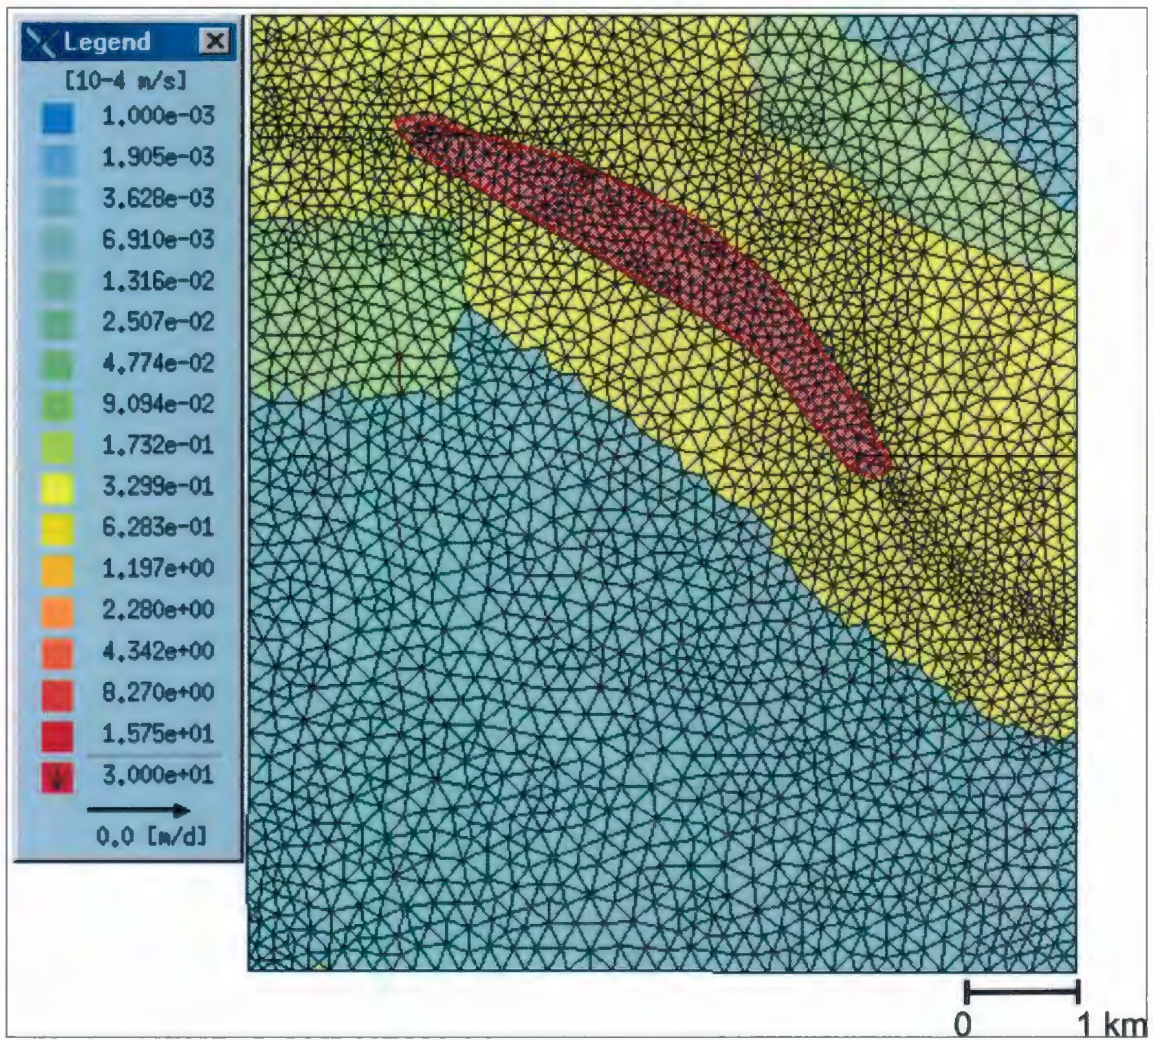 Legend
[10-4 m/s]
1.000e-03
1.905e-03
3.628e-03
6.910e-03
1.316e-02
2.507e-02
4.774e-02
9.094e-02
1.732e-01
3.299e-01
6.283e-01
1.197e+00
2.280e+00
4.342e+00
8.270e+00
1.575e+01
3.000e+01
0.0 [m/d]
0 1 km